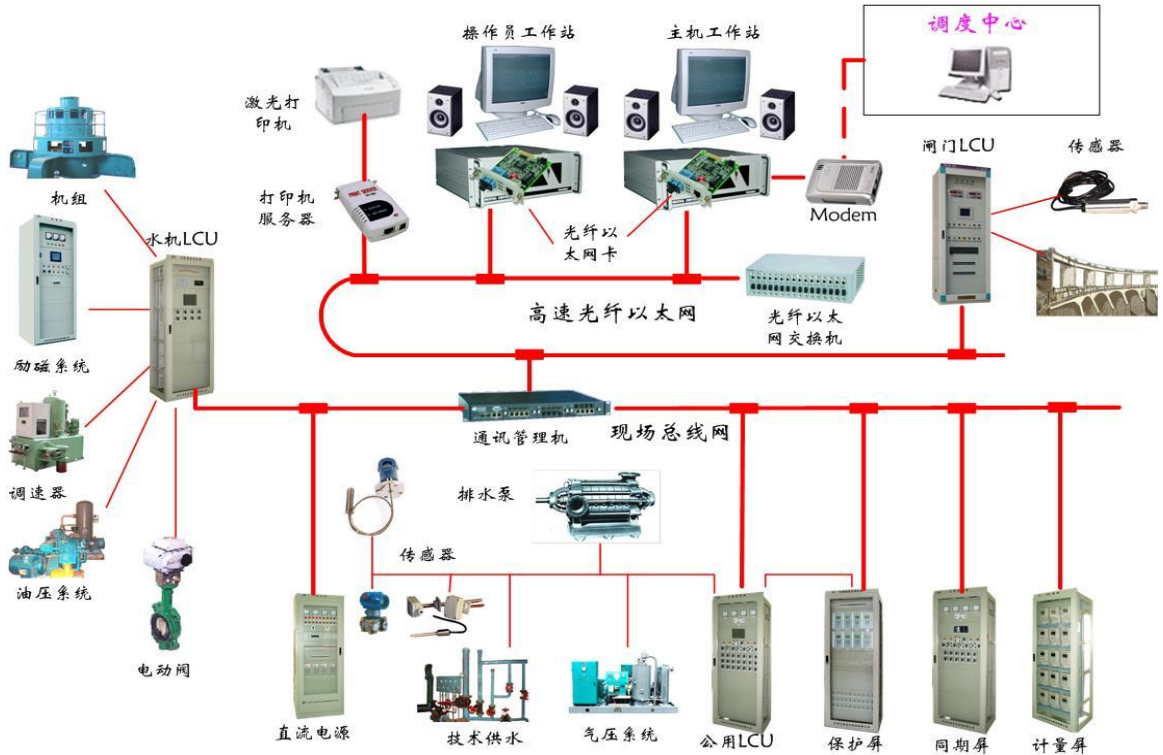 操作员工作站
主机工作站
调度中心
激光打
印机
闸门LCU
传感器
机组
打印机
服务器
PRINT SERVER
Modem
水机LCU
光纤以
太网卡
高速光纤以太网
光纤以太
网交换机
励磁系统
通讯管理机
现场总线网
调速器
排水泵
传感器
油压系统
电动阀
直流电源
技术供水
气压系统
公用LCU
保护屏
同期屏
计量屏